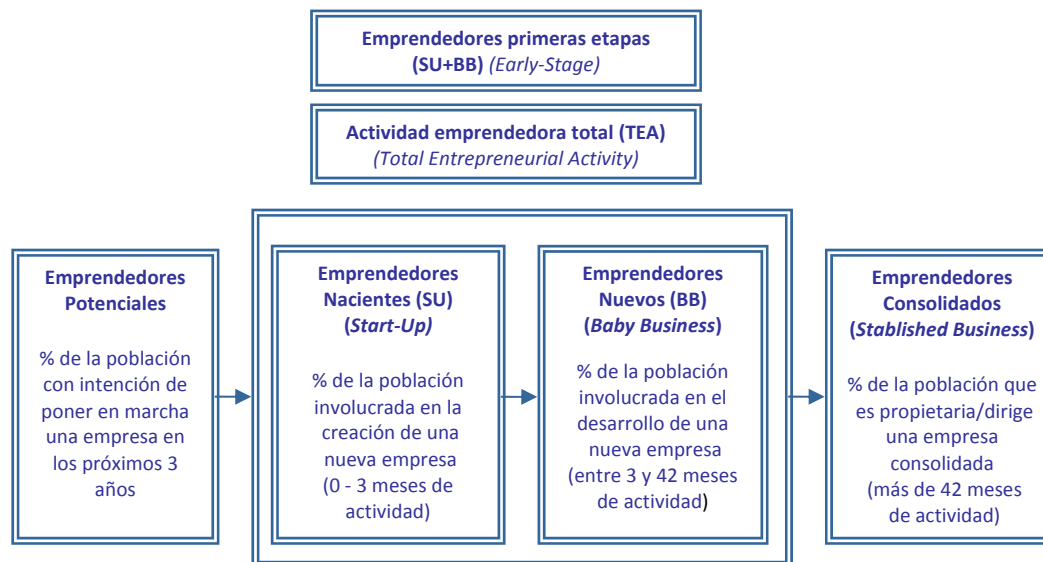 Emprendedores primeras etapas
(SU+BB) (Early-Stage)
Actividad emprendedora total (TEA)
(Total Entrepreneurial Activity)
Emprendedores
Potenciales
% de la población
con intención de
poner en marcha
una empresa en
los próximos 3
años
Emprendedores
Nacientes (SU)
(Start-Up)
% de la población
involucrada en la
creación de una
nueva empresa
(0 - 3 meses de
actividad)
Emprendedores
Nuevos (BB)
(Baby Business)
% de la población
involucrada en el
desarrollo de una
nueva empresa
(entre 3 y 42 meses
de actividad)
Emprendedores
Consolidados
(Stablished Business)
% de la población que
es propietaria/dirige
una empresa
consolidada
(más de 42 meses
de actividad)